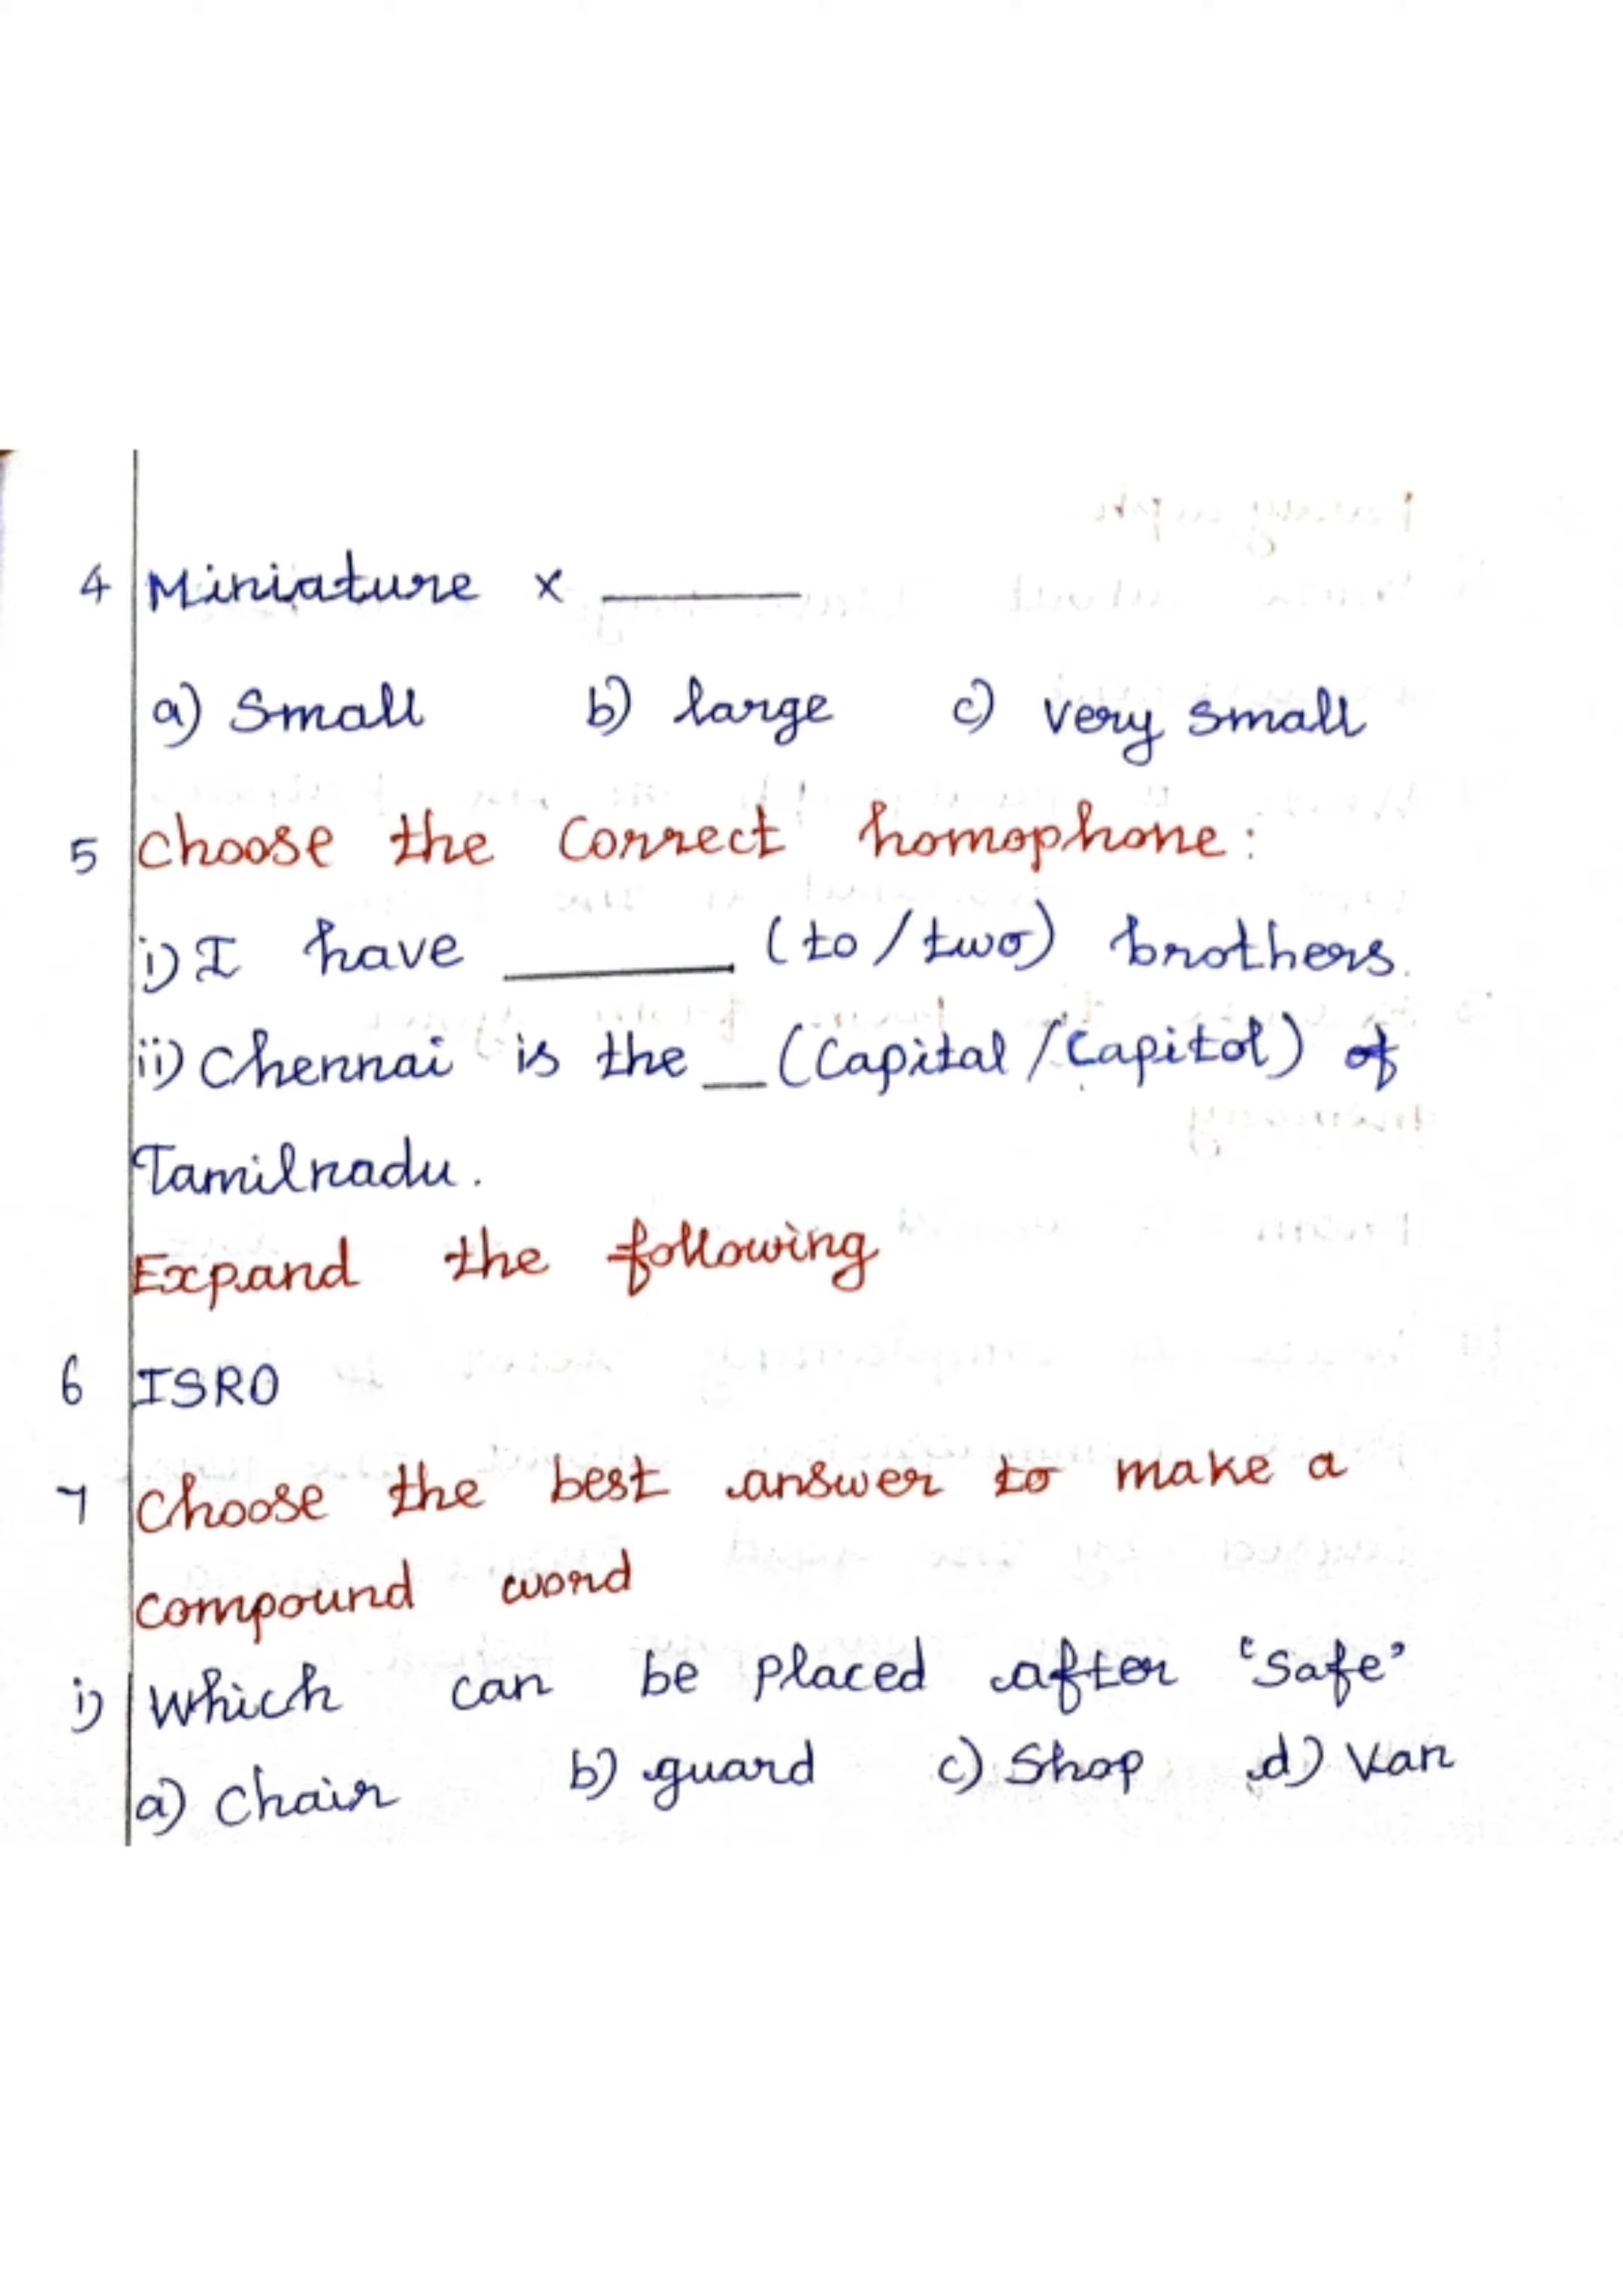 4 Miniature x ______
a) Small b) large c) very small
5 Choose the Correct homophone:
i) I have ______ (to/two) brothers.
ii) Chennai is the __ (Capital/Capitol) of
Tamilnadu.
Expand the following
6 ISRO
7 Choose the best answer to make a
compound word
i) Which can be placed after 'Safe'
a) Chair b) guard c) Shop d) Van